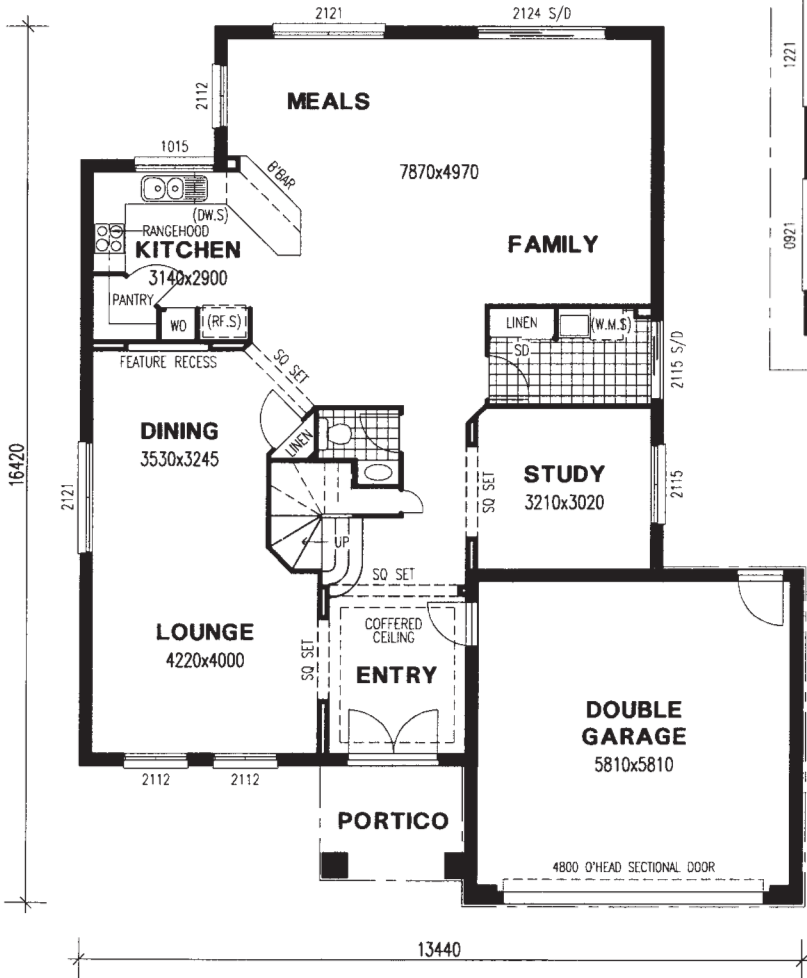 2121
2124 S/D
1221
2112
MEALS
1015
7870x4970
B'BAR
(DW.S)
RANGEHOOD
KITCHEN
3140x2900
FAMILY
0921
PANTRY
WO
(RF.S)
LINEN
(W.M.S)
SD
2115 S/D
FEATURE RECESS
SQ SET
DINING
3530x3245
LINEN
16420
2121
SQ SET
STUDY
3210x3020
2115
UP
SQ SET
COFFERED
CEILING
LOUNGE
4220x4000
SQ SET
ENTRY
DOUBLE
GARAGE
5810x5810
2112
2112
PORTICO
4800 O'HEAD SECTIONAL DOOR
13440